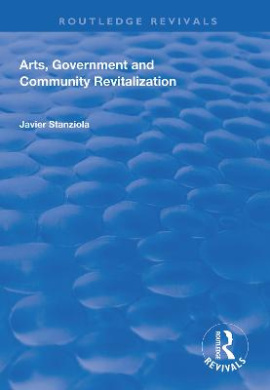 ROUTLEDGE REVIVALS
Arts, Government and
Community Revitalization
Javier Stanziola
R
Routledge
REVIVALS